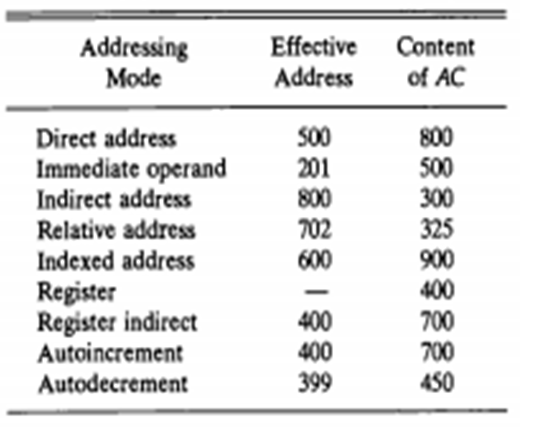 Addressing Effective Content
Mode Address of AC
Direct address 500 800
Immediate operand 201 500
Indirect address 800 300
Relative address 702 325
Indexed address 600 900
Register — 400
Register indirect 400 700
Autoincrement 400 700
Autodecrement 399 450